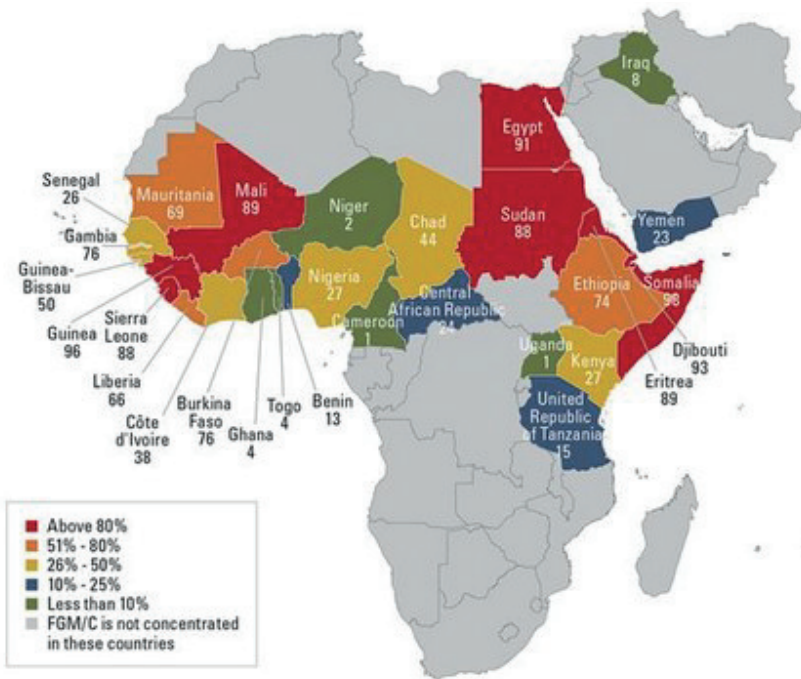 Iraq
8
Egypt
91
Senegal
26
Mauritania
69
Mali
89
Niger
2
Chad
44
Sudan
88
Yemen
23
Gambia
76
Guinea-
Bissau
50
Guinea
96
Sierra
Leone
88
Liberia
66
Côte
d'Ivoire
38
Burkina
Faso
76
Ghana
4
Togo
4
Benin
13
Nigeria
27
Cameroon
1
Central
African Republic
24
Ethiopia
74
Somalia
98
Djibouti
93
Eritrea
89
Uganda
1
Kenya
27
United
Republic
of Tanzania
15
Above 80%
51% - 80%
26% - 50%
10% - 25%
Less than 10%
FGM/C is not concentrated
in these countries